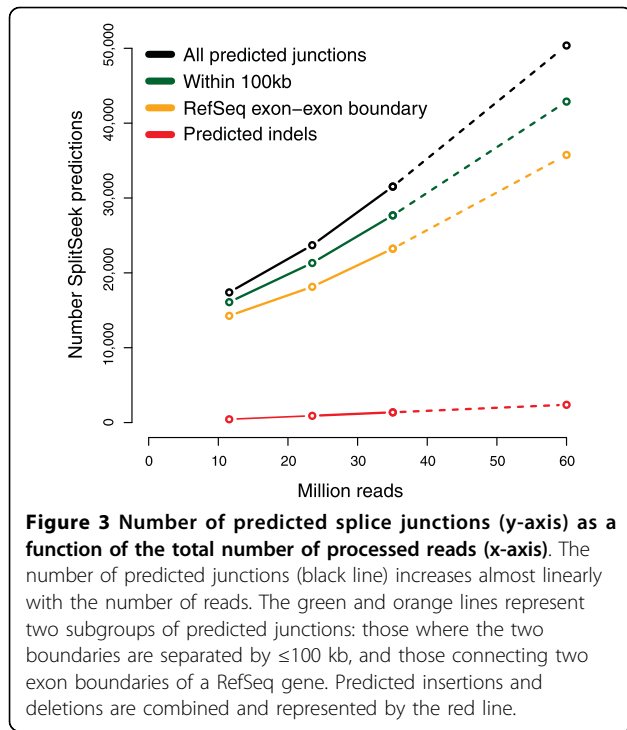 50,000
40,000
30,000
20,000
10,000
0
Number SplitSeek predictions
All predicted junctions
Within 100kb
RefSeq exon−exon boundary
Predicted indels
0 10 20 30 40 50 60
Million reads
Figure 3 Number of predicted splice junctions (y-axis) as a
function of the total number of processed reads (x-axis). The
number of predicted junctions (black line) increases almost linearly
with the number of reads. The green and orange lines represent
two subgroups of predicted junctions: those where the two
boundaries are separated by ≤100 kb, and those connecting two
exon boundaries of a RefSeq gene. Predicted insertions and
deletions are combined and represented by the red line.